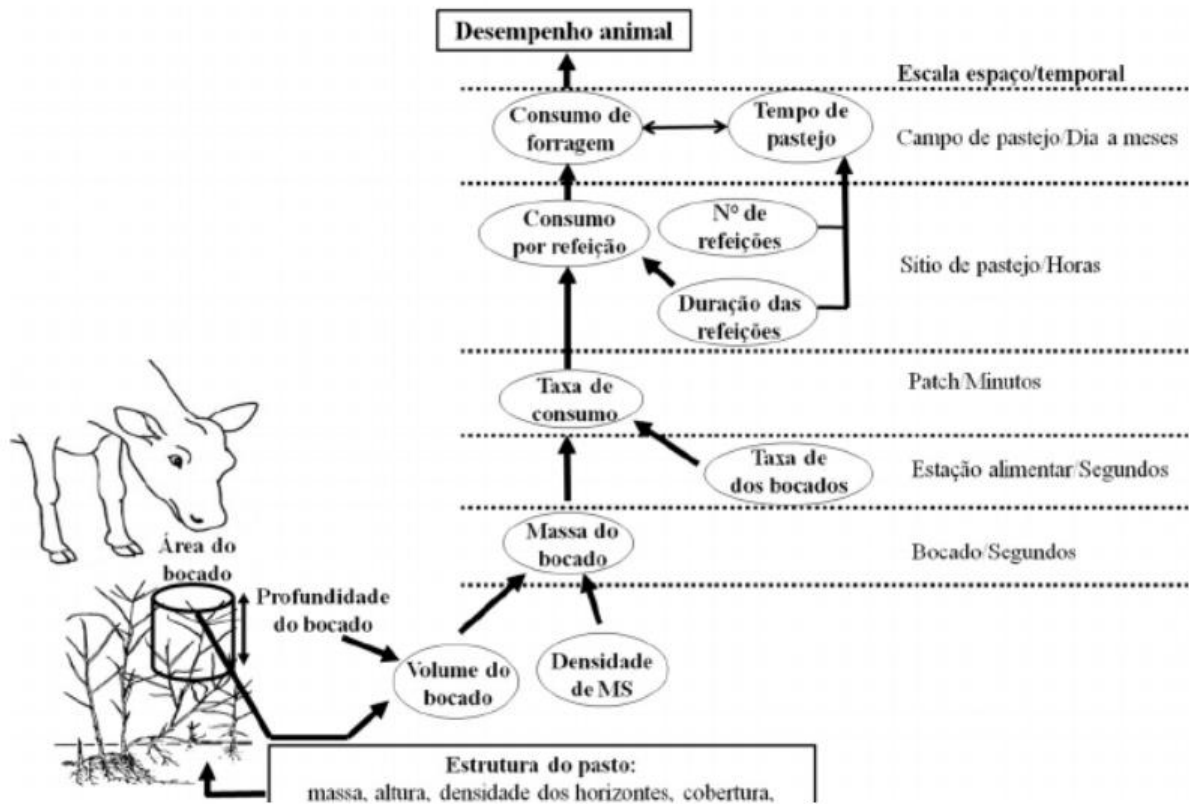 Desempenho animal
Escala espaço/temporal
Consumo de
forragem
Tempo de
pastejo
Campo de pastejo/Dia a meses
Consumo
por refeição
Nº de
refeições
Sítio de pastejo/Horas
Duração das
refeições
Patch/Minutos
Taxa de
consumo
Taxa de
dos bocados
Estação alimentar/Segundos
Massa do
bocado
Bocado/Segundos
Área do
bocado
Profundidade
do bocado
Volume do
bocado
Densidade
de MS
Estrutura do pasto:
massa, altura, densidade dos horizontes, cobertura,